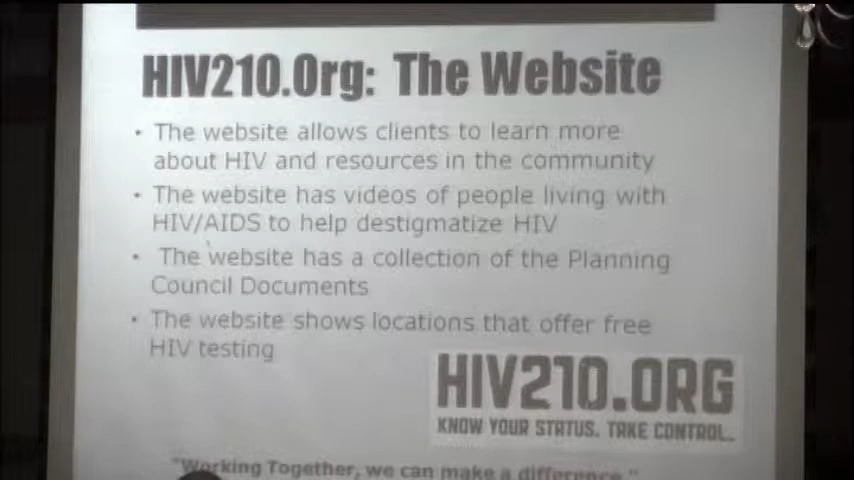 HIV210.Org: The Website
• The website allows clients to learn more
about HIV and resources in the community
• The website has videos of people living with
HIV/AIDS to help destigmatize HIV
• The website has a collection of the Planning
Council Documents
• The website shows locations that offer free
HIV testing
HIV210.ORG
KNOW YOUR STATUS. TAKE CONTROL.
"Working Together, we can make a difference."